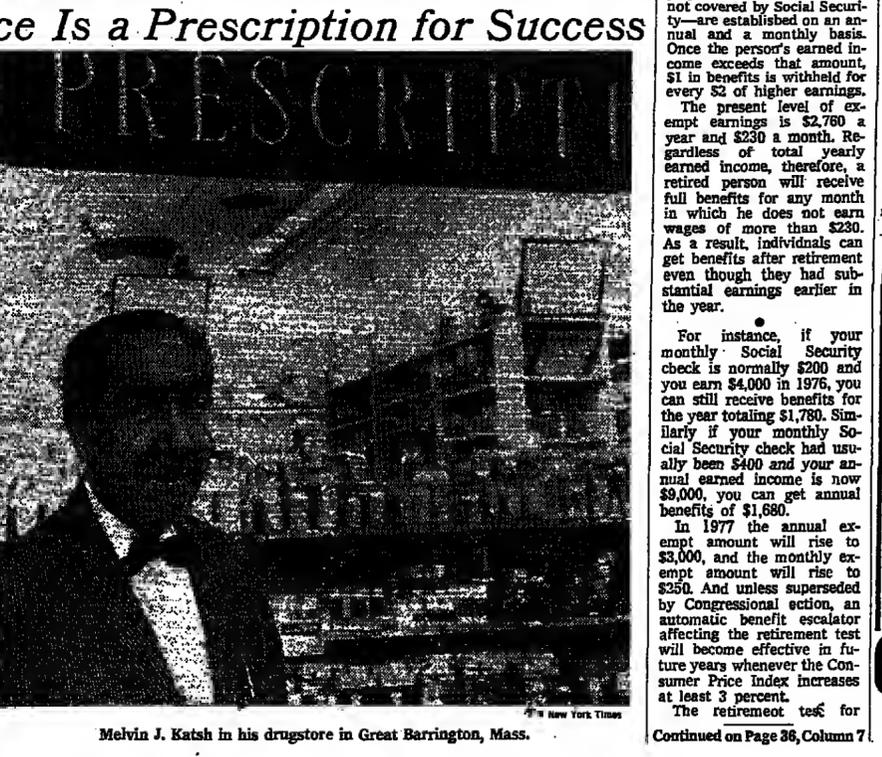 ce Is a Prescription for Success
PRESCRIPTI
New York Times
Melvin J. Katsh in his drugstore in Great Barrington, Mass.
not covered by Social Securi-
ty—are established on an an-
nual and a monthly basis.
Once the person's earned in-
come exceeds that amount,
$1 in benefits is withheld for
every $2 of higher earnings.
The present level of ex-
empt earnings is $2,760 a
year and $230 a month. Re-
gardless of total yearly
earned income, therefore, a
retired person will receive
full benefits for any month
in which he does not earn
wages of more than $230.
As a result, individnals can
get benefits after retirement
even though they had sub-
stantial earnings earlier in
the year.
●
For instance, if your
monthly Social Security
check is normally $200 and
you earn $4,000 in 1976, you
can still receive benefits for
the year totaling $1,780. Sim-
ilarly if your monthly So-
cial Security check had usu-
ally been $400 and your an-
nual earned income is now
$9,000, you can get annual
benefits of $1,680.
In 1977 the annual ex-
empt amount will rise to
$3,000, and the monthly ex-
empt amount will rise to
$250. And unless superseded
by Congressional ection, an
automatic benefit escalator
affecting the retirement test
will become effective in fu-
ture years whenever the Con-
sumer Price Index increases
at least 3 percent.
The retiremeot test for
Continued on Page 36, Column 7